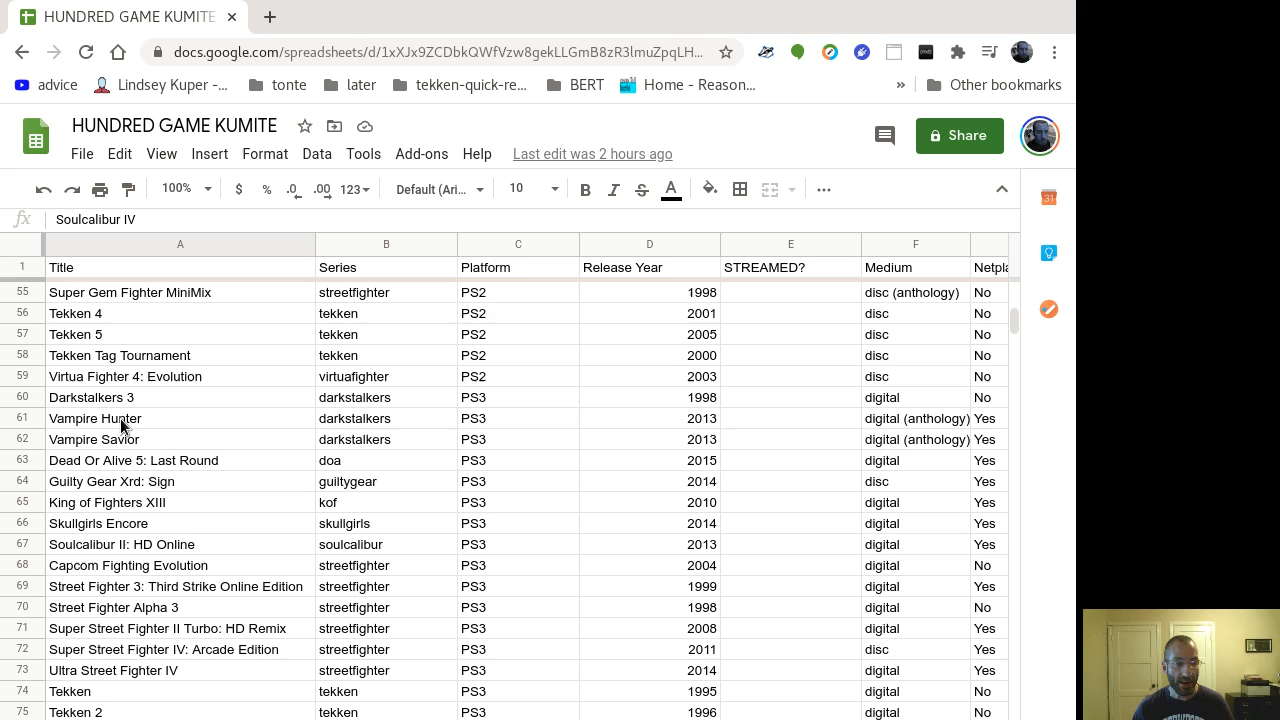 HUNDRED GAME KUMITE
docs.google.com/spreadsheets/d/1xXJx9ZCDbkQWfVzw8gekLLGmB8zR3lmuZpqLH...
advice Lindsey Kuper -... tonte later tekken-quick-re... BERT Home - Reason... » Other bookmarks
HUNDRED GAME KUMITE
Share
File Edit View Insert Format Data Tools Add-ons Help Last edit was 2 hours ago
100% $ % .0 .00 123 Default (Ari... 10 B I S A
31
fx Soulcalibur IV
A B C D E F
1 Title Series Platform Release Year STREAMED? Medium Netpla
55 Super Gem Fighter MiniMix streetfighter PS2 1998 disc (anthology) No
56 Tekken 4 tekken PS2 2001 disc No
57 Tekken 5 tekken PS2 2005 disc No
58 Tekken Tag Tournament tekken PS2 2000 disc No
59 Virtua Fighter 4: Evolution virtuafighter PS2 2003 disc No
60 Darkstalkers 3 darkstalkers PS3 1998 digital No
61 Vampire Hunter darkstalkers PS3 2013 digital (anthology) Yes
62 Vampire Savior darkstalkers PS3 2013 digital (anthology) Yes
63 Dead Or Alive 5: Last Round doa PS3 2015 digital Yes
64 Guilty Gear Xrd: Sign guiltygear PS3 2014 disc Yes
65 King of Fighters XIII kof PS3 2010 digital Yes
66 Skullgirls Encore skullgirls PS3 2014 digital Yes
67 Soulcalibur II: HD Online soulcalibur PS3 2013 digital Yes
68 Capcom Fighting Evolution streetfighter PS3 2004 digital No
69 Street Fighter 3: Third Strike Online Edition streetfighter PS3 1999 digital Yes
70 Street Fighter Alpha 3 streetfighter PS3 1998 digital No
71 Super Street Fighter II Turbo: HD Remix streetfighter PS3 2008 digital Yes
72 Super Street Fighter IV: Arcade Edition streetfighter PS3 2011 disc Yes
73 Ultra Street Fighter IV streetfighter PS3 2014 digital Yes
74 Tekken tekken PS3 1995 digital No
75 Tekken 2 tekken PS3 1996 digital No